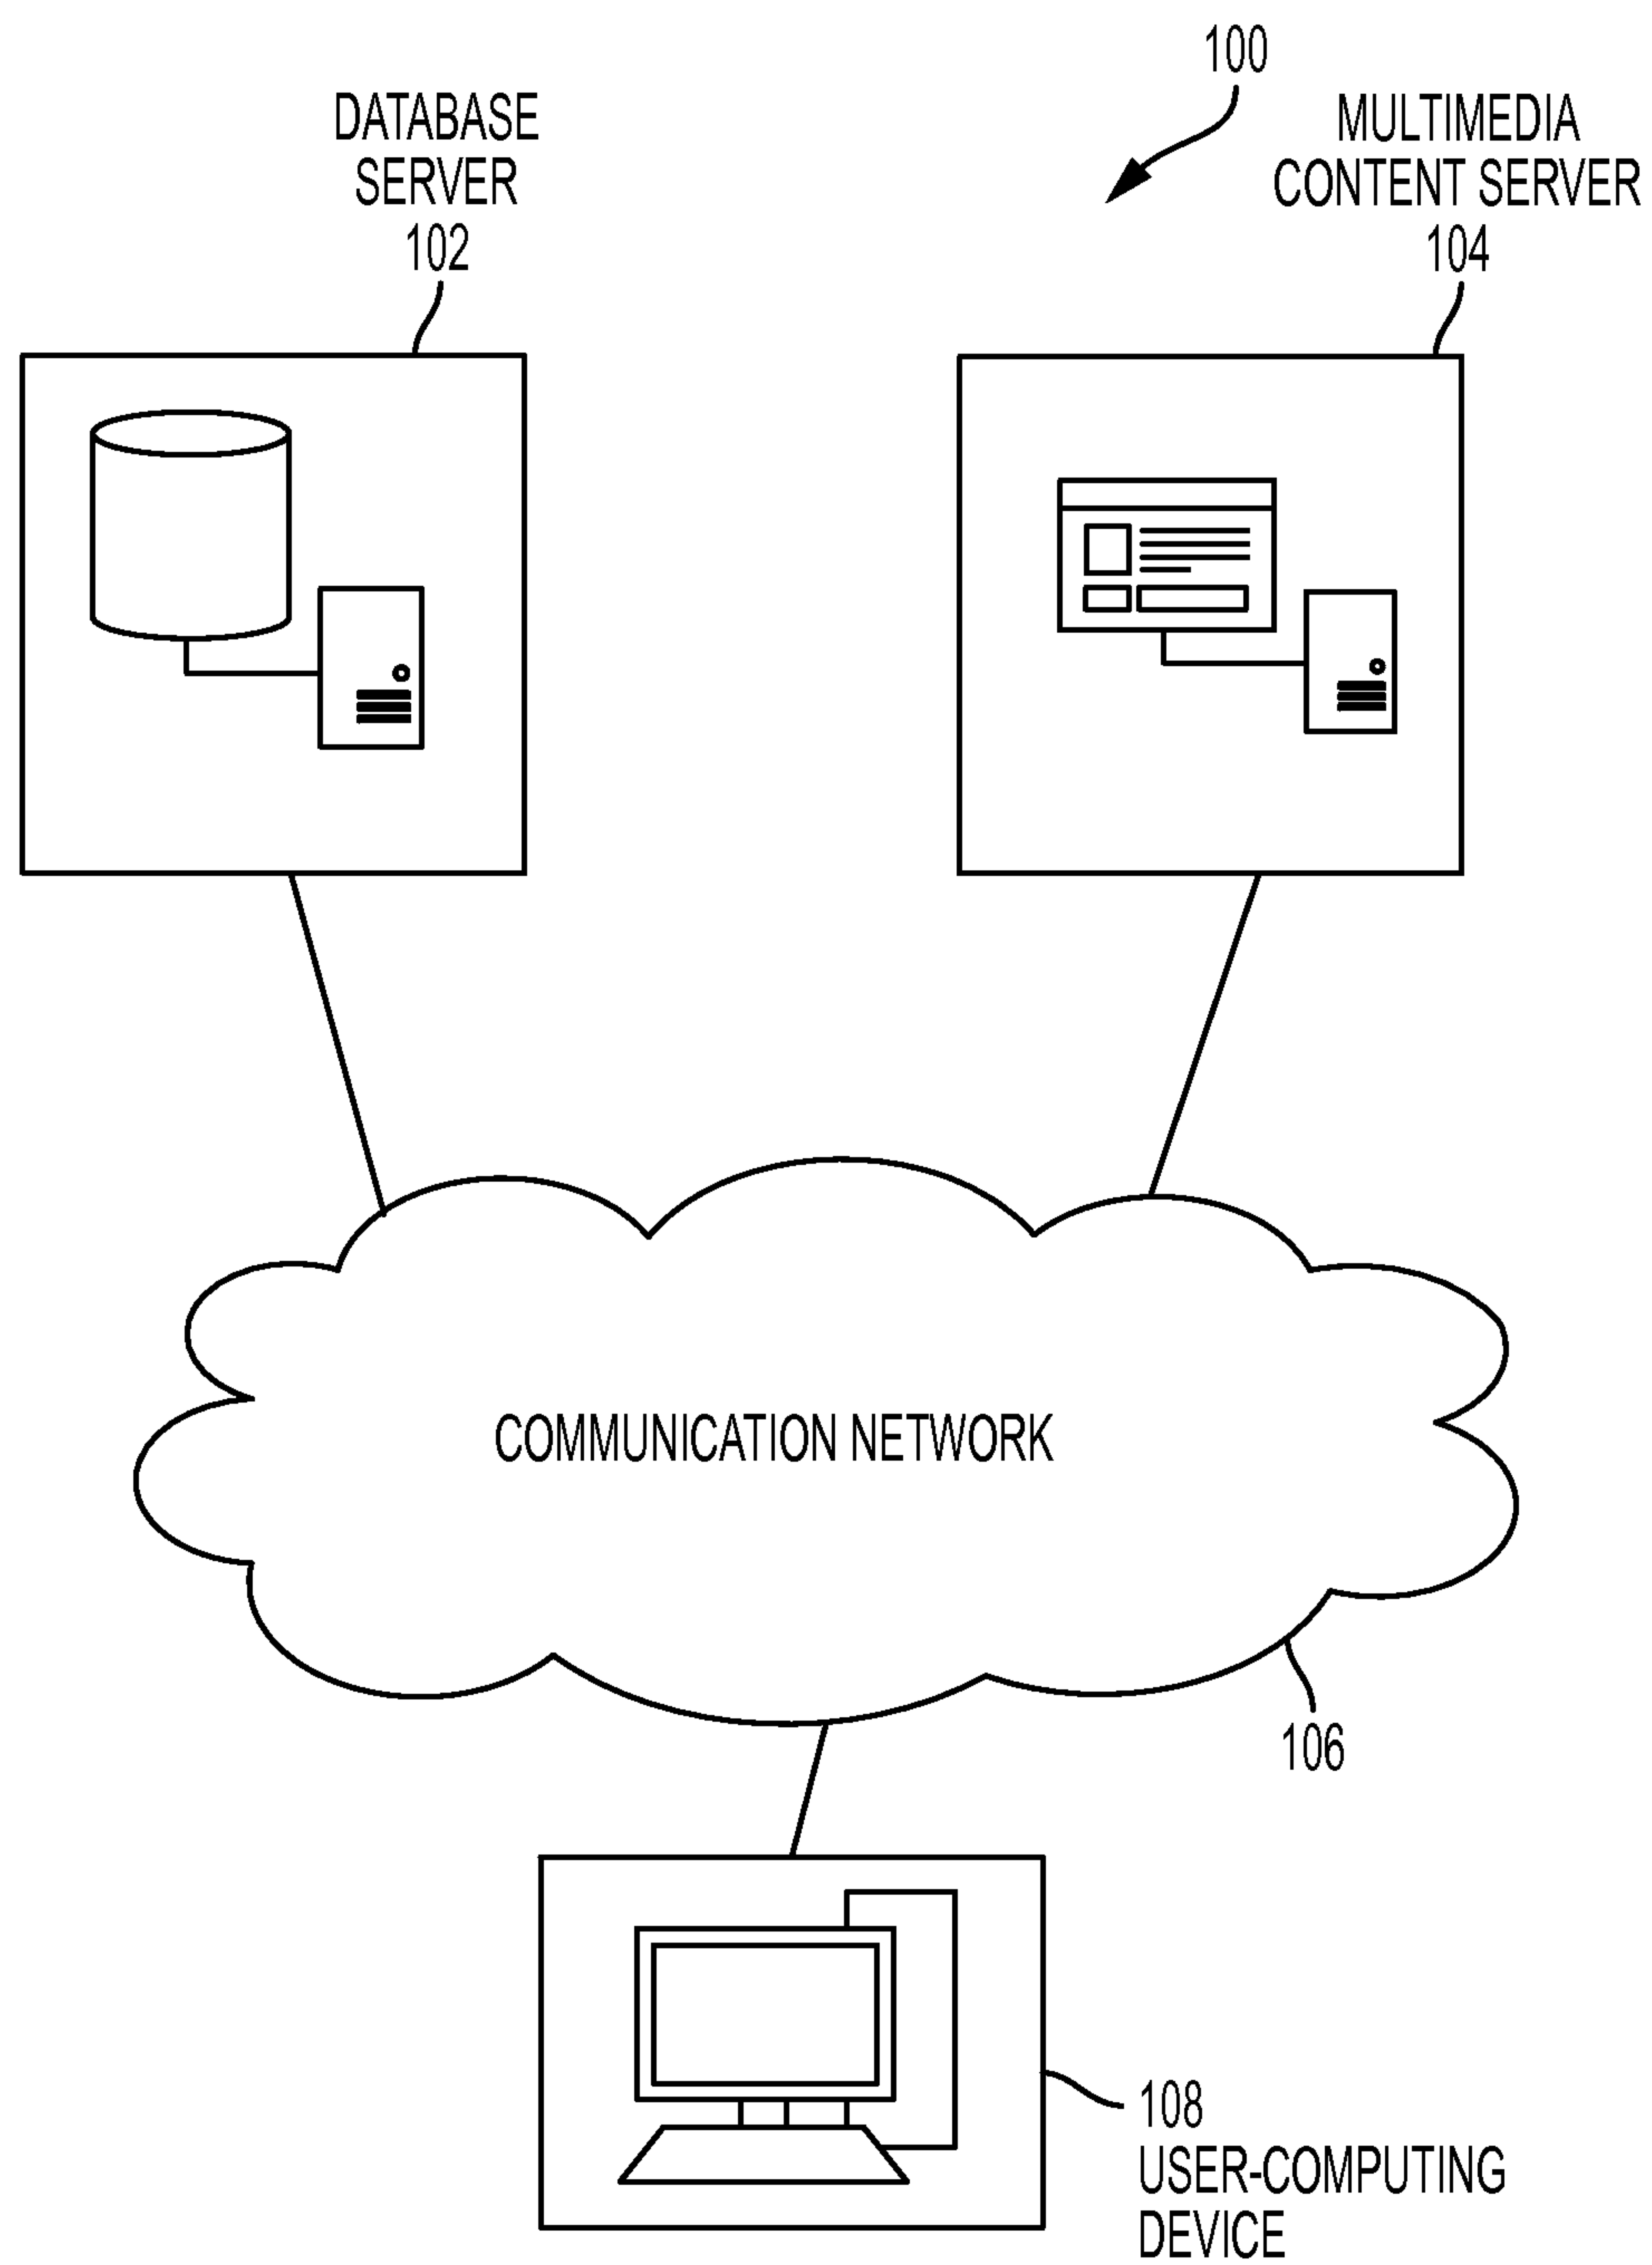 100
DATABASE
SERVER
102
MULTIMEDIA
CONTENT SERVER
104
COMMUNICATION NETWORK
106
108
USER-COMPUTING
DEVICE